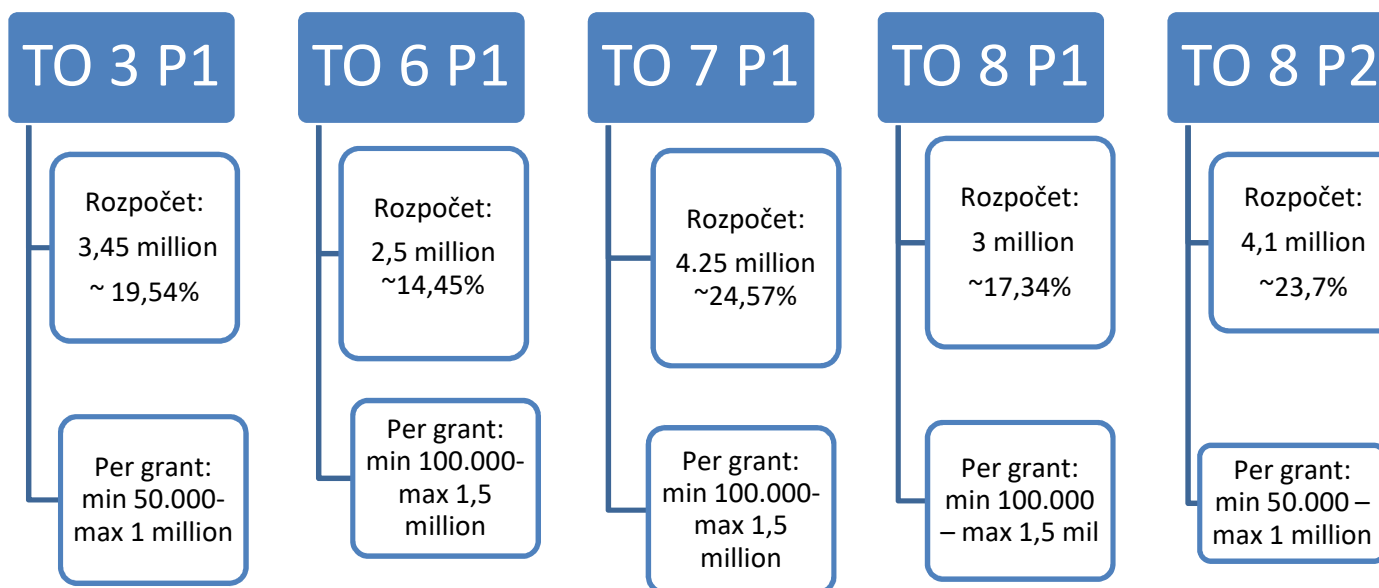 TO 3 P1
Rozpočet:
3,45 million
~ 19,54%
Per grant:
min 50.000-
max 1 million
TO 6 P1
Rozpočet:
2,5 million
~14,45%
Per grant:
min 100.000-
max 1,5
million
TO 7 P1
Rozpočet:
4.25 million
~24,57%
Per grant:
min 100.000-
max 1,5
million
TO 8 P1
Rozpočet:
3 million
~17,34%
Per grant:
min 100.000
– max 1,5 mil
TO 8 P2
Rozpočet:
4,1 million
~23,7%
Per grant:
min 50.000 –
max 1 million